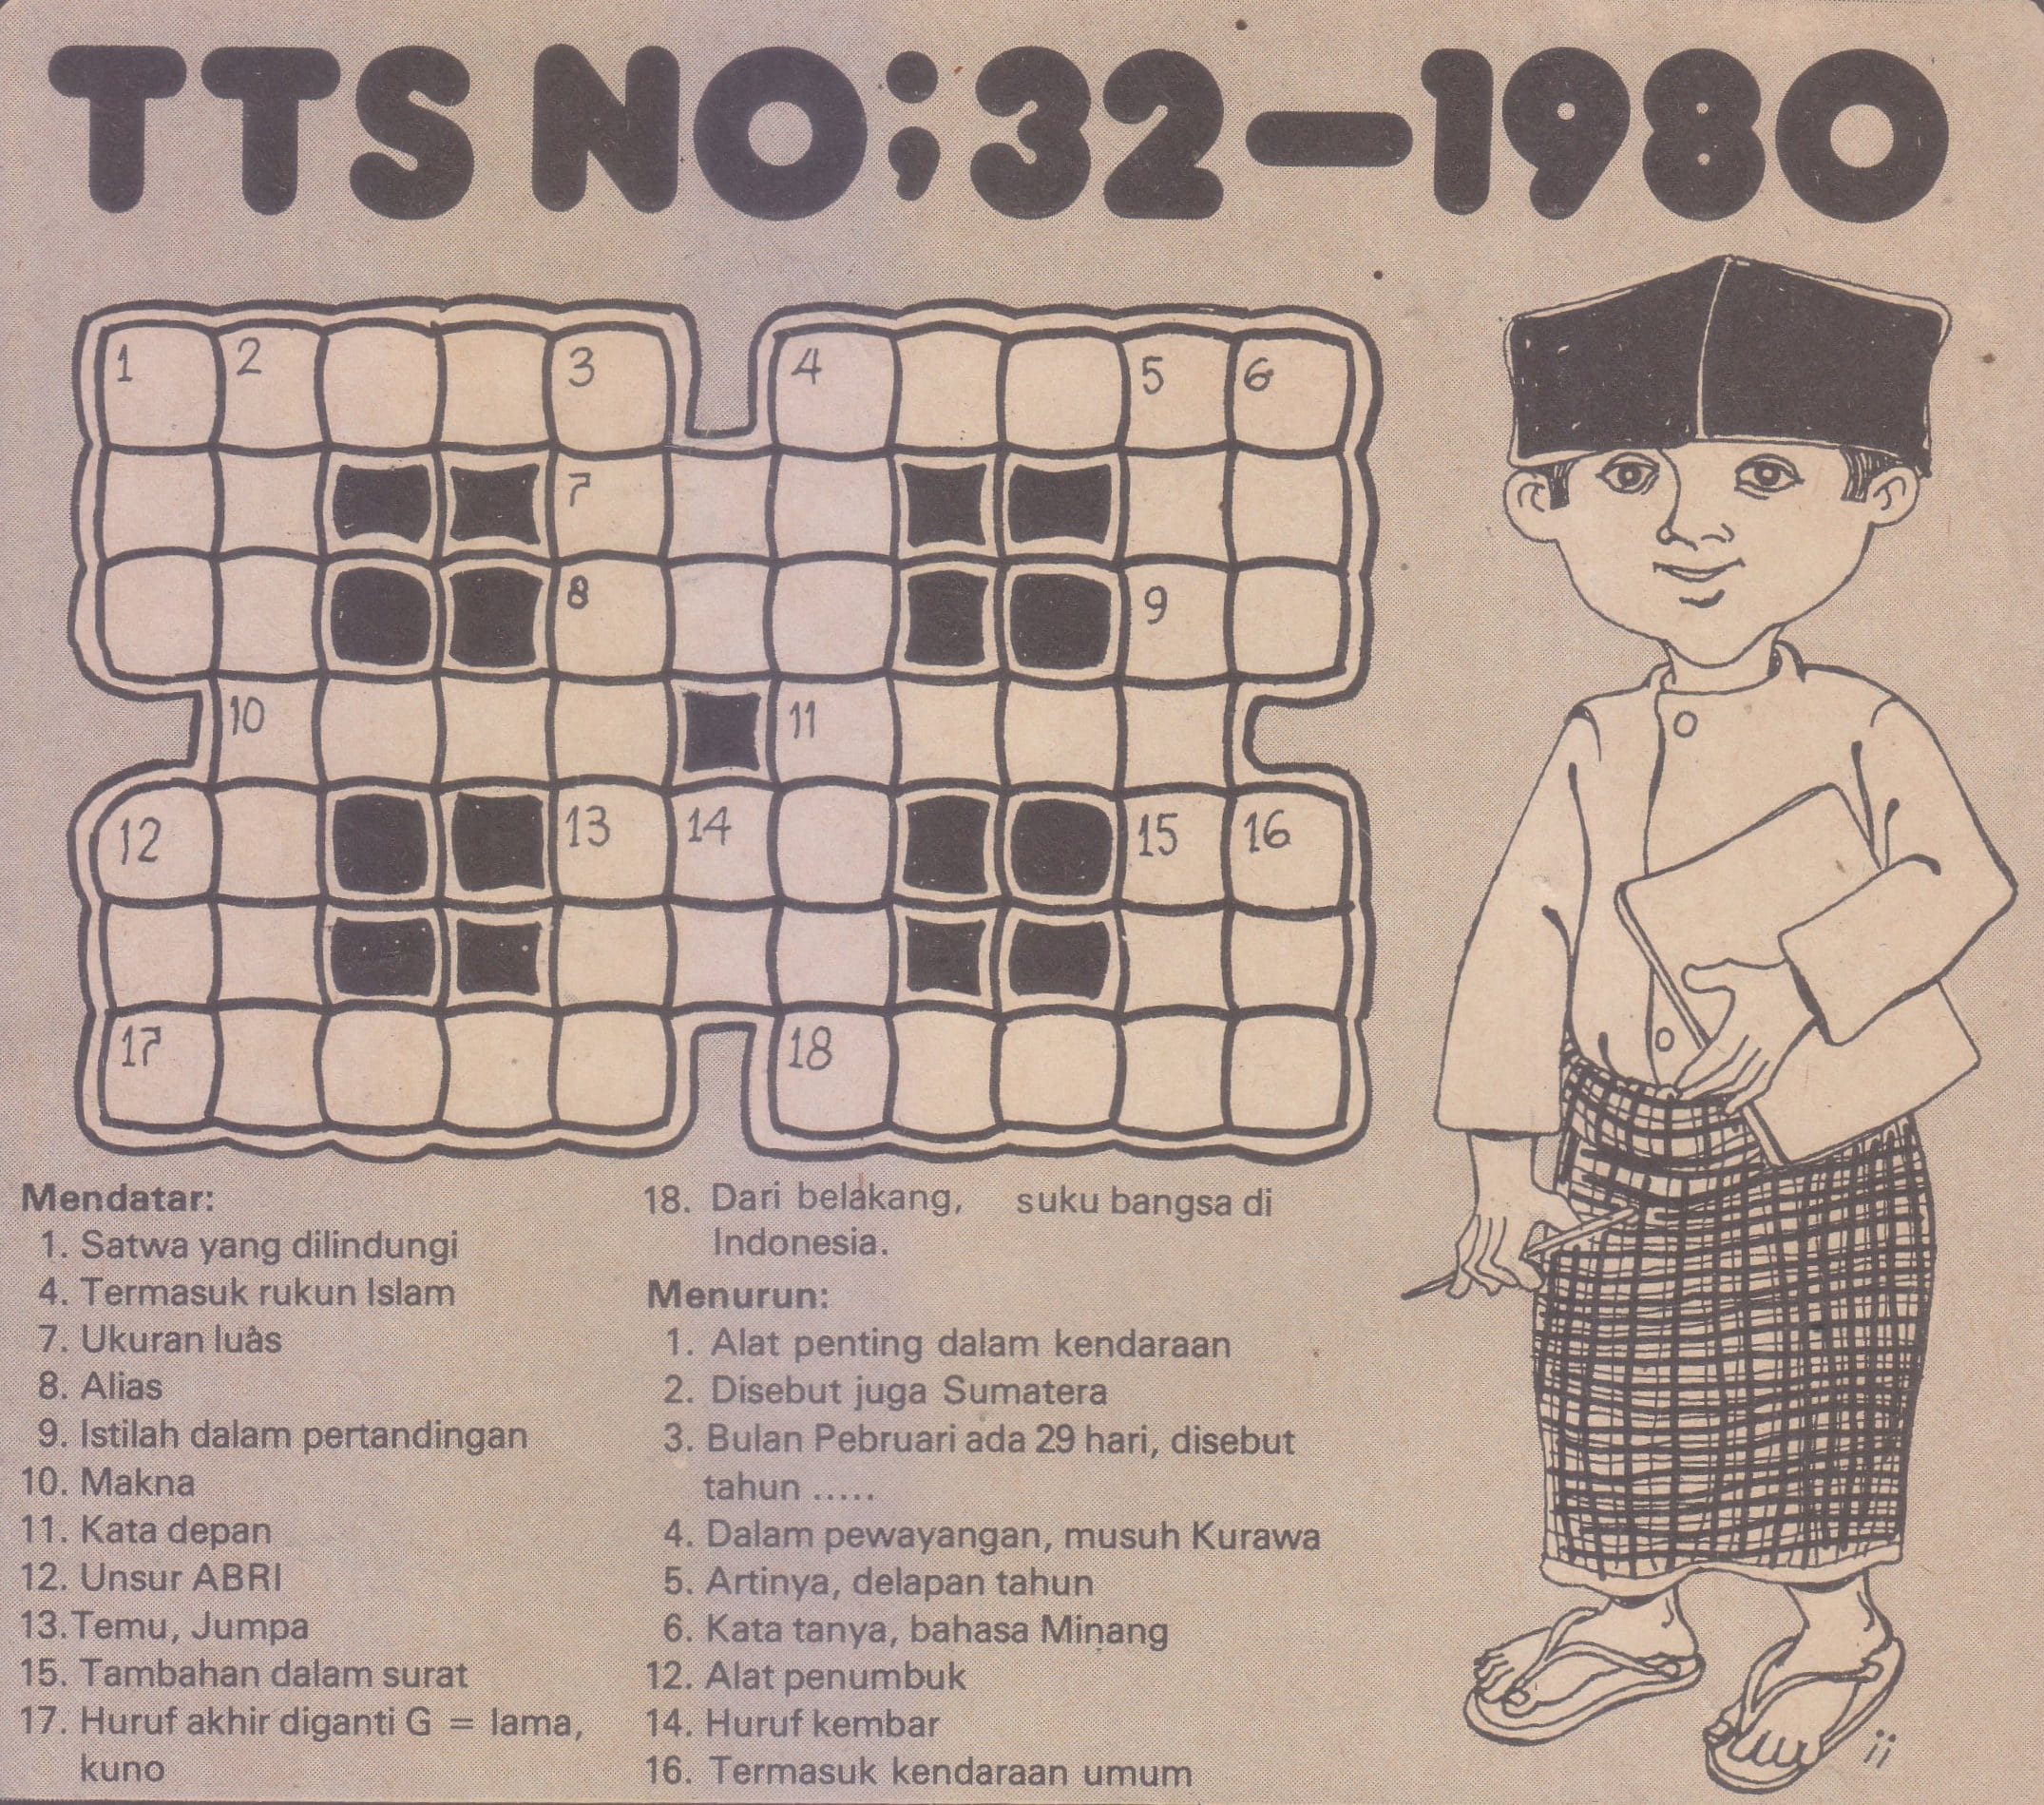 TTS NO;32-1980
1 2 3 4 5 6
7
8 9
10 11
12 13 14 15 16
17 18
Mendatar:
1. Satwa yang dilindungi
4. Termasuk rukun Islam
7. Ukuran luas
8. Alias
9. Istilah dalam pertandingan
10. Makna
11. Kata depan
12. Unsur ABRI
13. Temu, Jumpa
15. Tambahan dalam surat
17. Huruf akhir diganti G = lama,
kuno
18. Dari belakang, suku bangsa di
Indonesia.
Menurun:
1. Alat penting dalam kendaraan
2. Disebut juga Sumatera
3. Bulan Pebruari ada 29 hari, disebut
tahun .....
4. Dalam pewayangan, musuh Kurawa
5. Artinya, delapan tahun
6. Kata tanya, bahasa Minang
12. Alat penumbuk
14. Huruf kembar
16. Termasuk kendaraan umum
ii